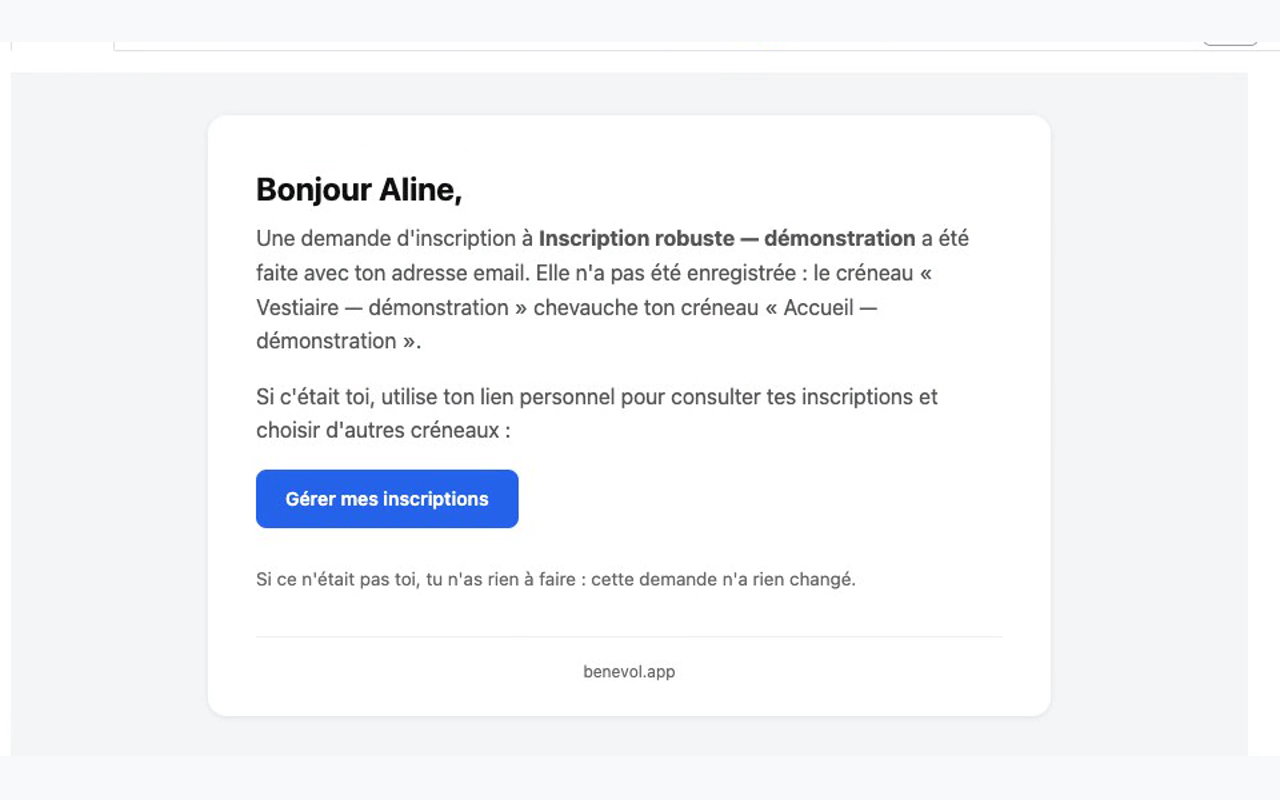 Bonjour Aline,
Une demande d'inscription à Inscription robuste — démonstration a été
faite avec ton adresse email. Elle n'a pas été enregistrée : le créneau «
Vestiaire — démonstration » chevauche ton créneau « Accueil —
démonstration ».
Si c'était toi, utilise ton lien personnel pour consulter tes inscriptions et
choisir d'autres créneaux :
Gérer mes inscriptions
Si ce n'était pas toi, tu n'as rien à faire : cette demande n'a rien changé.
benevol.app